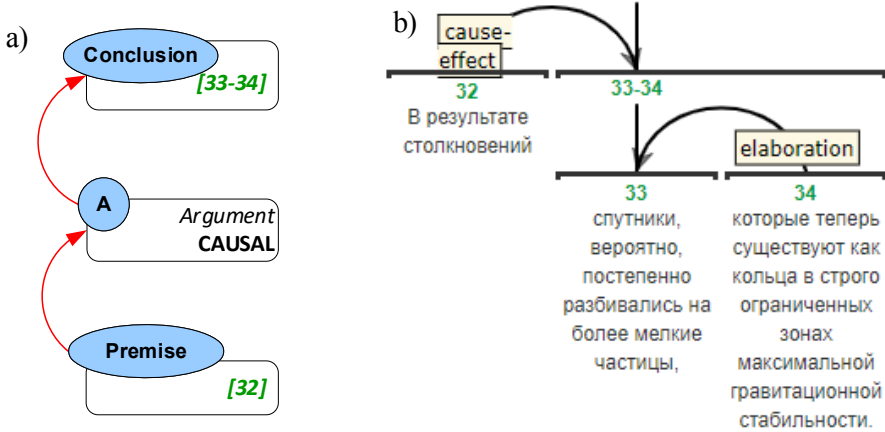 a)
Conclusion
[33-34]
A
Argument
CAUSAL
Premise
[32]
b)
cause-
effect
32
33-34
В результате
столкновений
elaboration
33
34
спутники,
вероятно,
постепенно
разбивались на
более мелкие
частицы,
которые теперь
существуют как
кольца в строго
ограниченных
зонах
максимальной
гравитационной
стабильности.